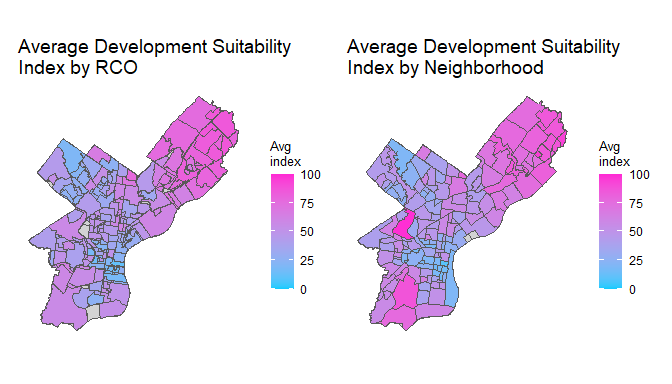 Average Development Suitability
Index by RCO
Avg
index
100
75
50
25
0
Average Development Suitability
Index by Neighborhood
Avg
index
100
75
50
25
0